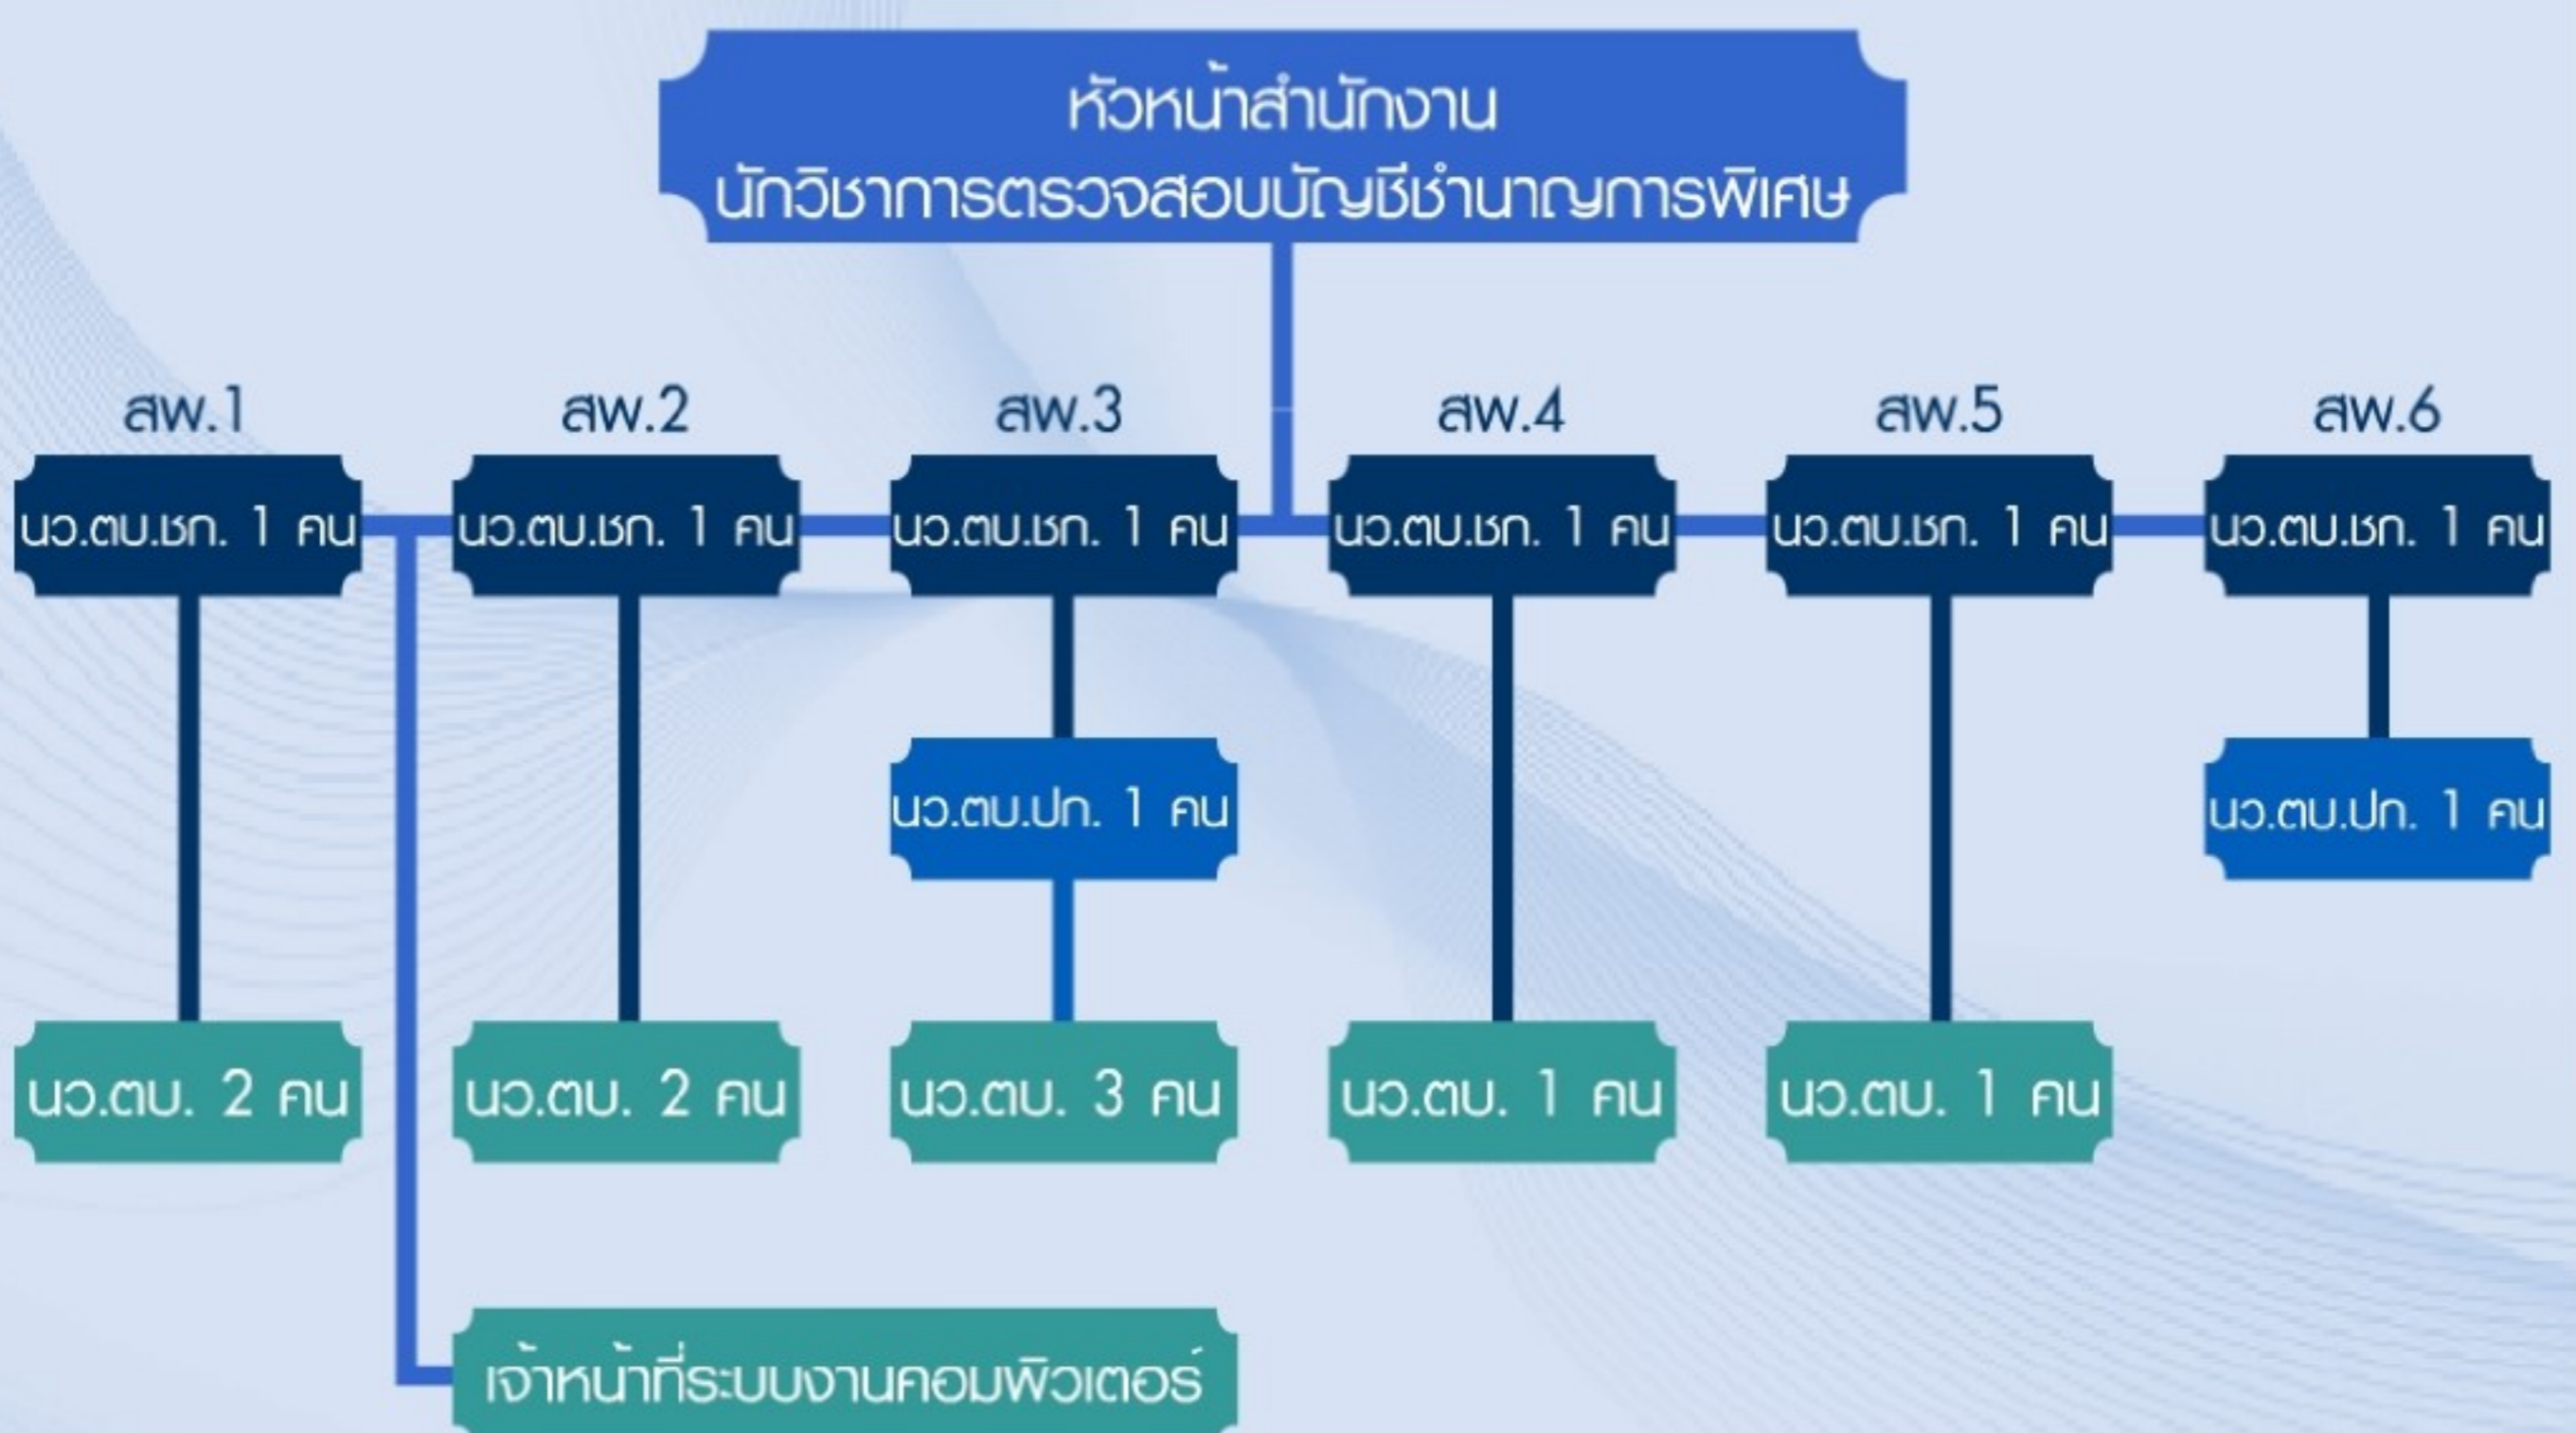 หัวหน้าสำนักงาน
นักวิชาการตรวจสอบบัญชีชำนาญการพิเศษ
สพ.1
สพ.2
สพ.3
สพ.4
สพ.5
สพ.6
นว.ตบ.ชก. 1 คน
นว.ตบ.ชก. 1 คน
นว.ตบ.ชก. 1 คน
นว.ตบ.ชก. 1 คน
นว.ตบ.ชก. 1 คน
นว.ตบ.ชก. 1 คน
นว.ตบ.ปก. 1 คน
นว.ตบ.ปก. 1 คน
นว.ตบ. 2 คน
นว.ตบ. 2 คน
นว.ตบ. 3 คน
นว.ตบ. 1 คน
นว.ตบ. 1 คน
เจ้าหน้าที่ระบบงานคอมพิวเตอร์